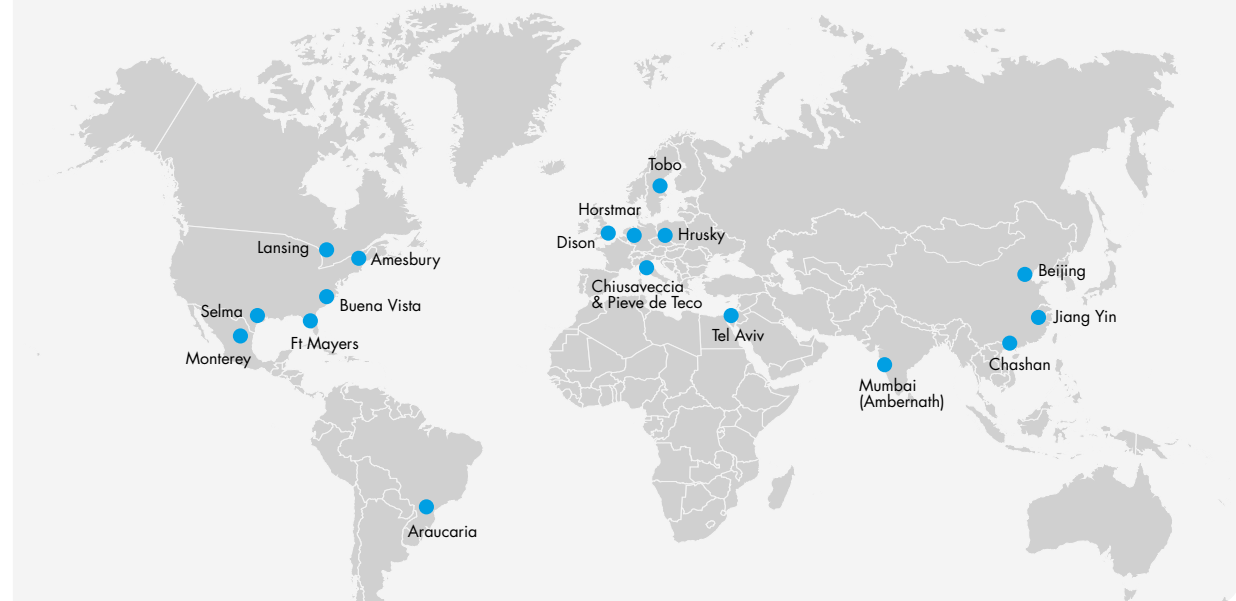 Tobo
Horstmar
Dison
Hrusky
Lansing
Amesbury
Chiusaveccia
& Pieve de Teco
Beijing
Buena Vista
Selma
Jiang Yin
Ft Mayers
Tel Aviv
Monterey
Chashan
Mumbai
(Ambernath)
Araucaria